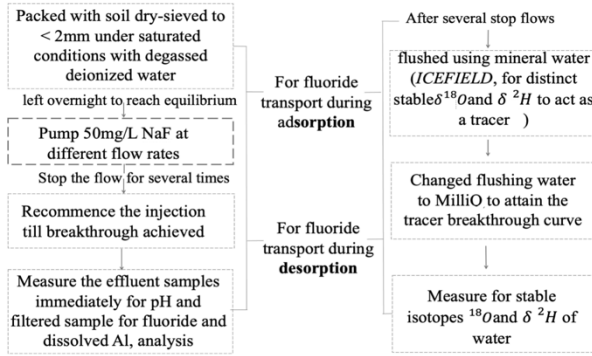 Packed with soil dry-sieved to
< 2mm under saturated
conditions with degassed
deionized water
left overnight to reach equilibrium
Pump 50mg/L NaF at
different flow rates
Stop the flow for several times
Recommence the injection
till breakthrough achieved
Measure the effluent samples
immediately for pH and
filtered sample for fluoride and
dissolved Al, analysis
For fluoride
transport during
adsorption
For fluoride
transport during
desorption
After several stop flows
flushed using mineral water
(ICEFIELD, for distinct
stableδ¹⁸Oand δ ²H to act as
a tracer )
Changed flushing water
to MilliO to attain the
tracer breakthrough curve
Measure for stable
isotopes ¹⁸Oand δ ²H of
water